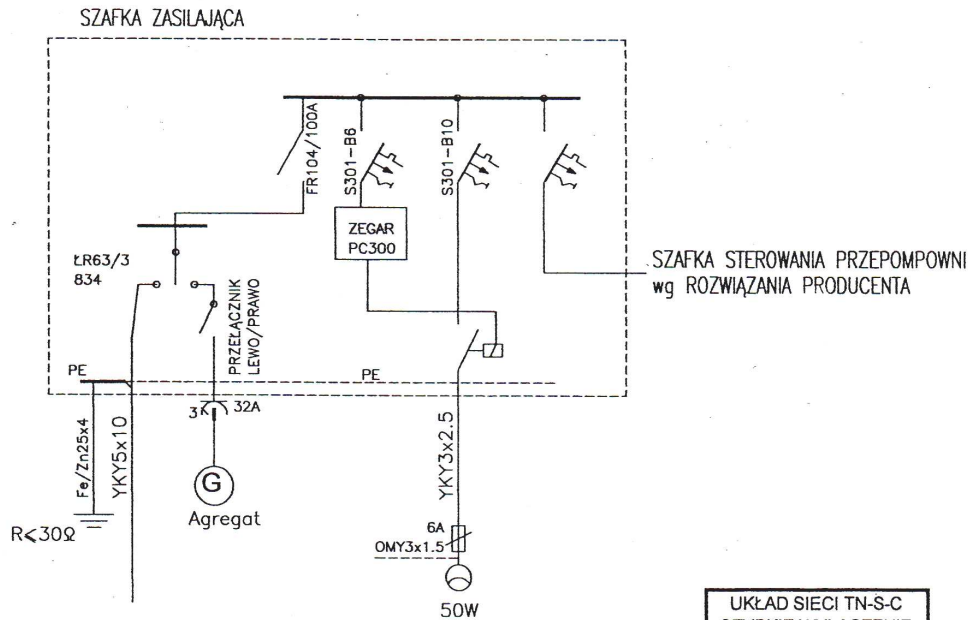 SZAFKA ZASILAJĄCA
FR104/100A
S301-B6
S301-B10
ZEGAR
PC300
ŁR63/3
834
PRZEŁĄCZNIK
LEWO/PRAWO
SZAFKA STEROWANIA PRZEPOMPOWNI
wg ROZWIĄZANIA PRODUCENTA
PE
PE
3
32A
Fe/Zn25x4
YKY5x10
YKY3x2.5
G
Agregat
R≤30Ω
6A
OMY3x1.5
50W
UKŁAD SIECI TN-S-C